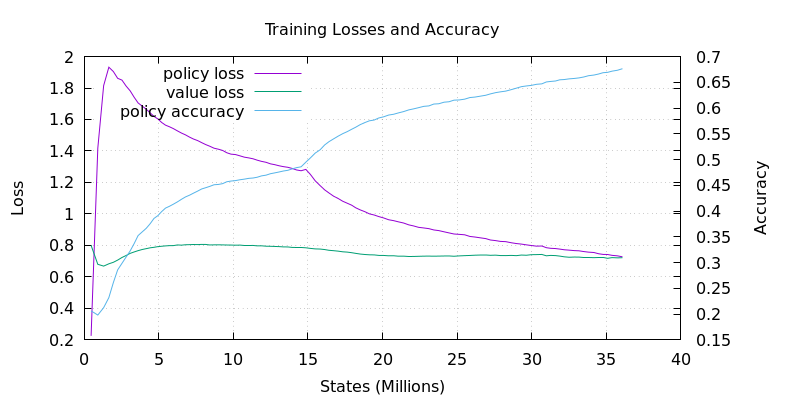 Training Losses and Accuracy
policy loss
value loss
policy accuracy
2
1.8
1.6
1.4
1.2
1
0.8
0.6
0.4
0.2
Loss
0.7
0.65
0.6
0.55
0.5
0.45
0.4
0.35
0.3
0.25
0.2
0.15
Accuracy
0 5 10 15 20 25 30 35 40
States (Millions)